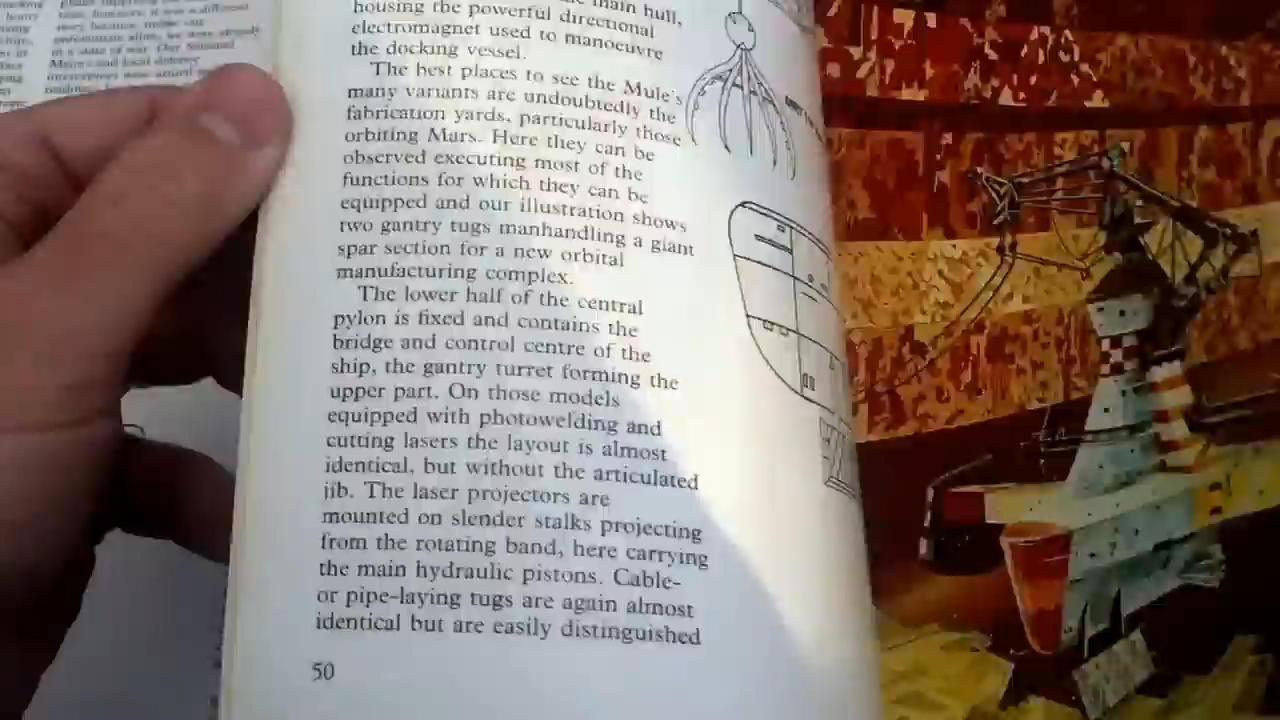 main hull,
housing the powerful directional
electromagnet used to manoeuvre
the docking vessel.
The best places to see the Mule's
many variants are undoubtedly the
fabrication yards, particularly those
orbiting Mars. Here they can be
observed executing most of the
functions for which they can be
equipped and our illustration shows
two gantry tugs manhandling a giant
spar section for a new orbital
manufacturing complex.
The lower half of the central
pylon is fixed and contains the
bridge and control centre of the
ship, the gantry turret forming the
upper part. On those models
equipped with photowelding and
cutting lasers the layout is almost
identical, but without the articulated
jib. The laser projectors are
mounted on slender stalks projecting
from the rotating band, here carrying
the main hydraulic pistons. Cable-
or pipe-laying tugs are again almost
identical but are easily distinguished
50